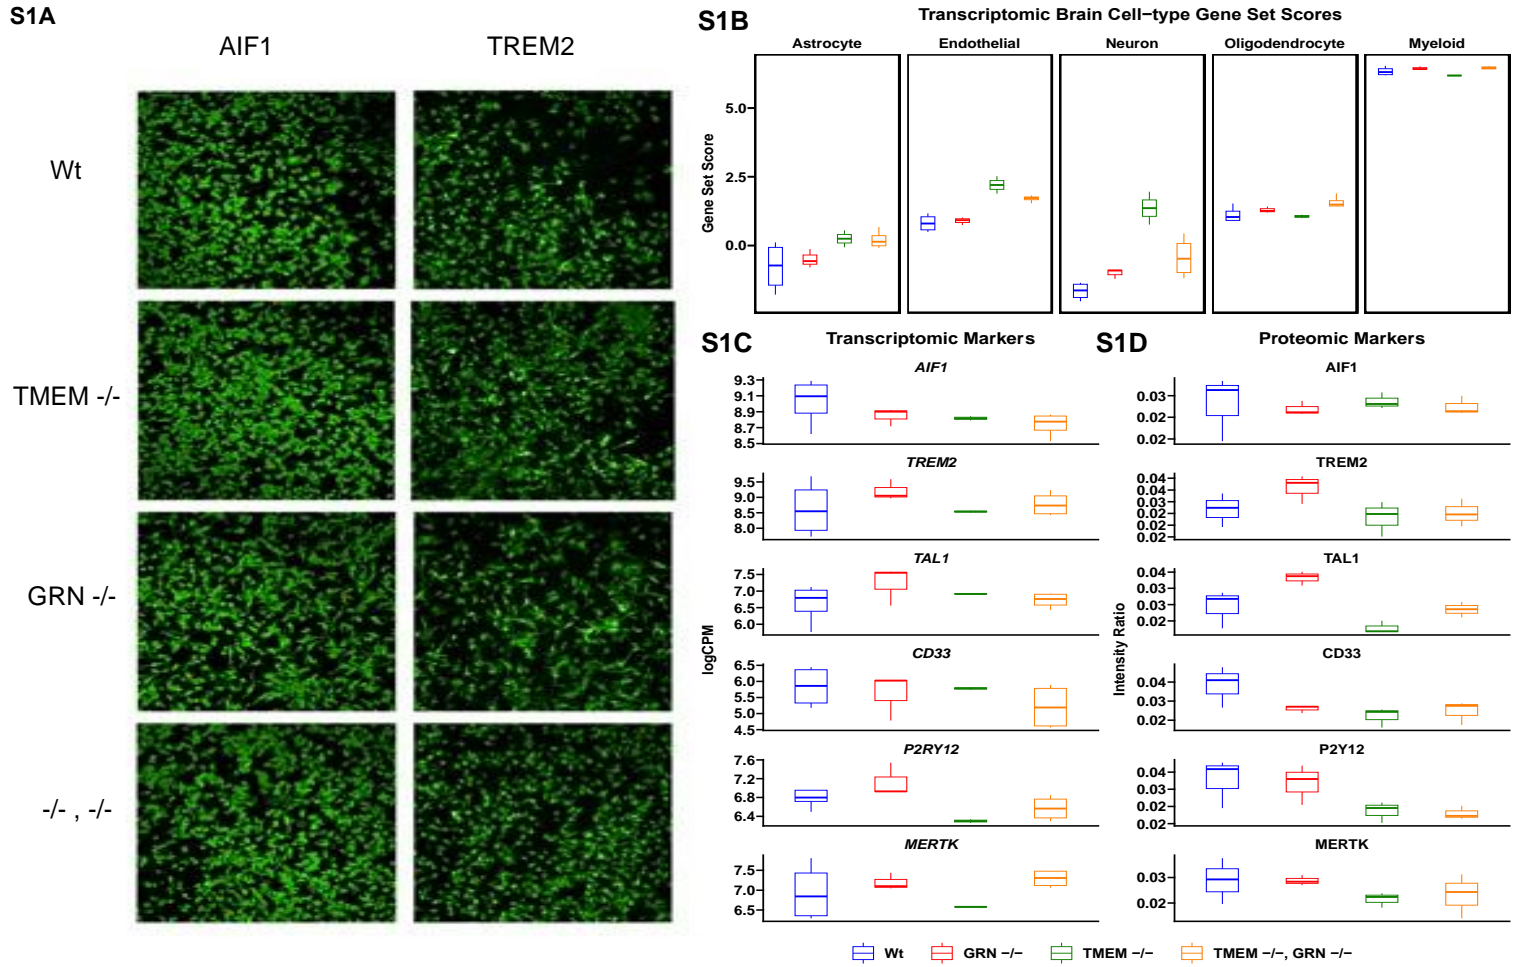 S1A
AIF1 TREM2
Wt
TMEM -/-
GRN -/-
-/- , -/-
S1B
Transcriptomic Brain Cell−type Gene Set Scores
Astrocyte Endothelial Neuron Oligodendrocyte Myeloid
Gene Set Score
5.0
2.5
0.0
S1C
Transcriptomic Markers
logCPM
AIF1
9.3
9.1
8.9
8.7
8.5
TREM2
9.5
9.0
8.5
8.0
TAL1
7.5
7.0
6.5
6.0
CD33
6.5
6.0
5.5
5.0
4.5
P2RY12
7.6
7.2
6.8
6.4
MERTK
7.5
7.0
6.5
S1D
Proteomic Markers
Intensity Ratio
AIF1
0.03
0.02
0.02
TREM2
0.04
0.04
0.03
0.02
0.02
0.02
TAL1
0.04
0.03
0.03
0.02
CD33
0.04
0.03
0.02
P2Y12
0.04
0.03
0.02
0.02
MERTK
0.03
0.02
Wt GRN −/− TMEM −/− TMEM −/−, GRN −/−